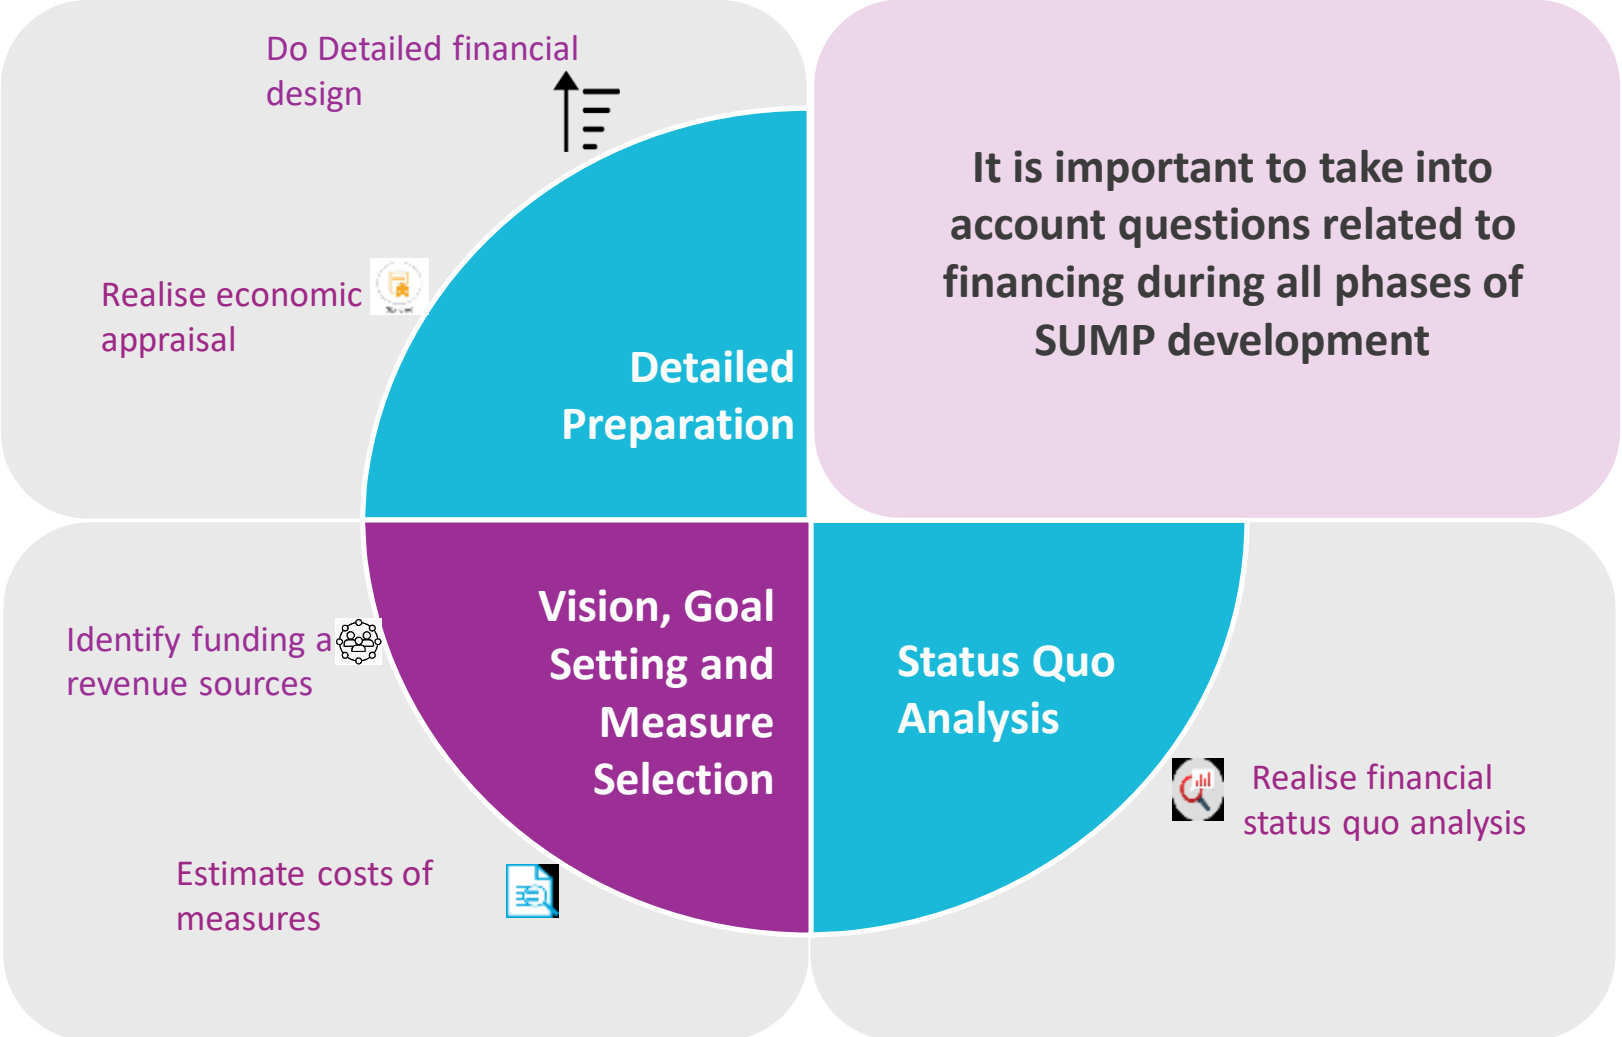 Do Detailed financial
design
Realise economic
appraisal
Detailed
Preparation
It is important to take into
account questions related to
financing during all phases of
SUMP development
Identify funding a
revenue sources
Vision, Goal
Setting and
Measure
Selection
Estimate costs of
measures
Status Quo
Analysis
Realise financial
status quo analysis